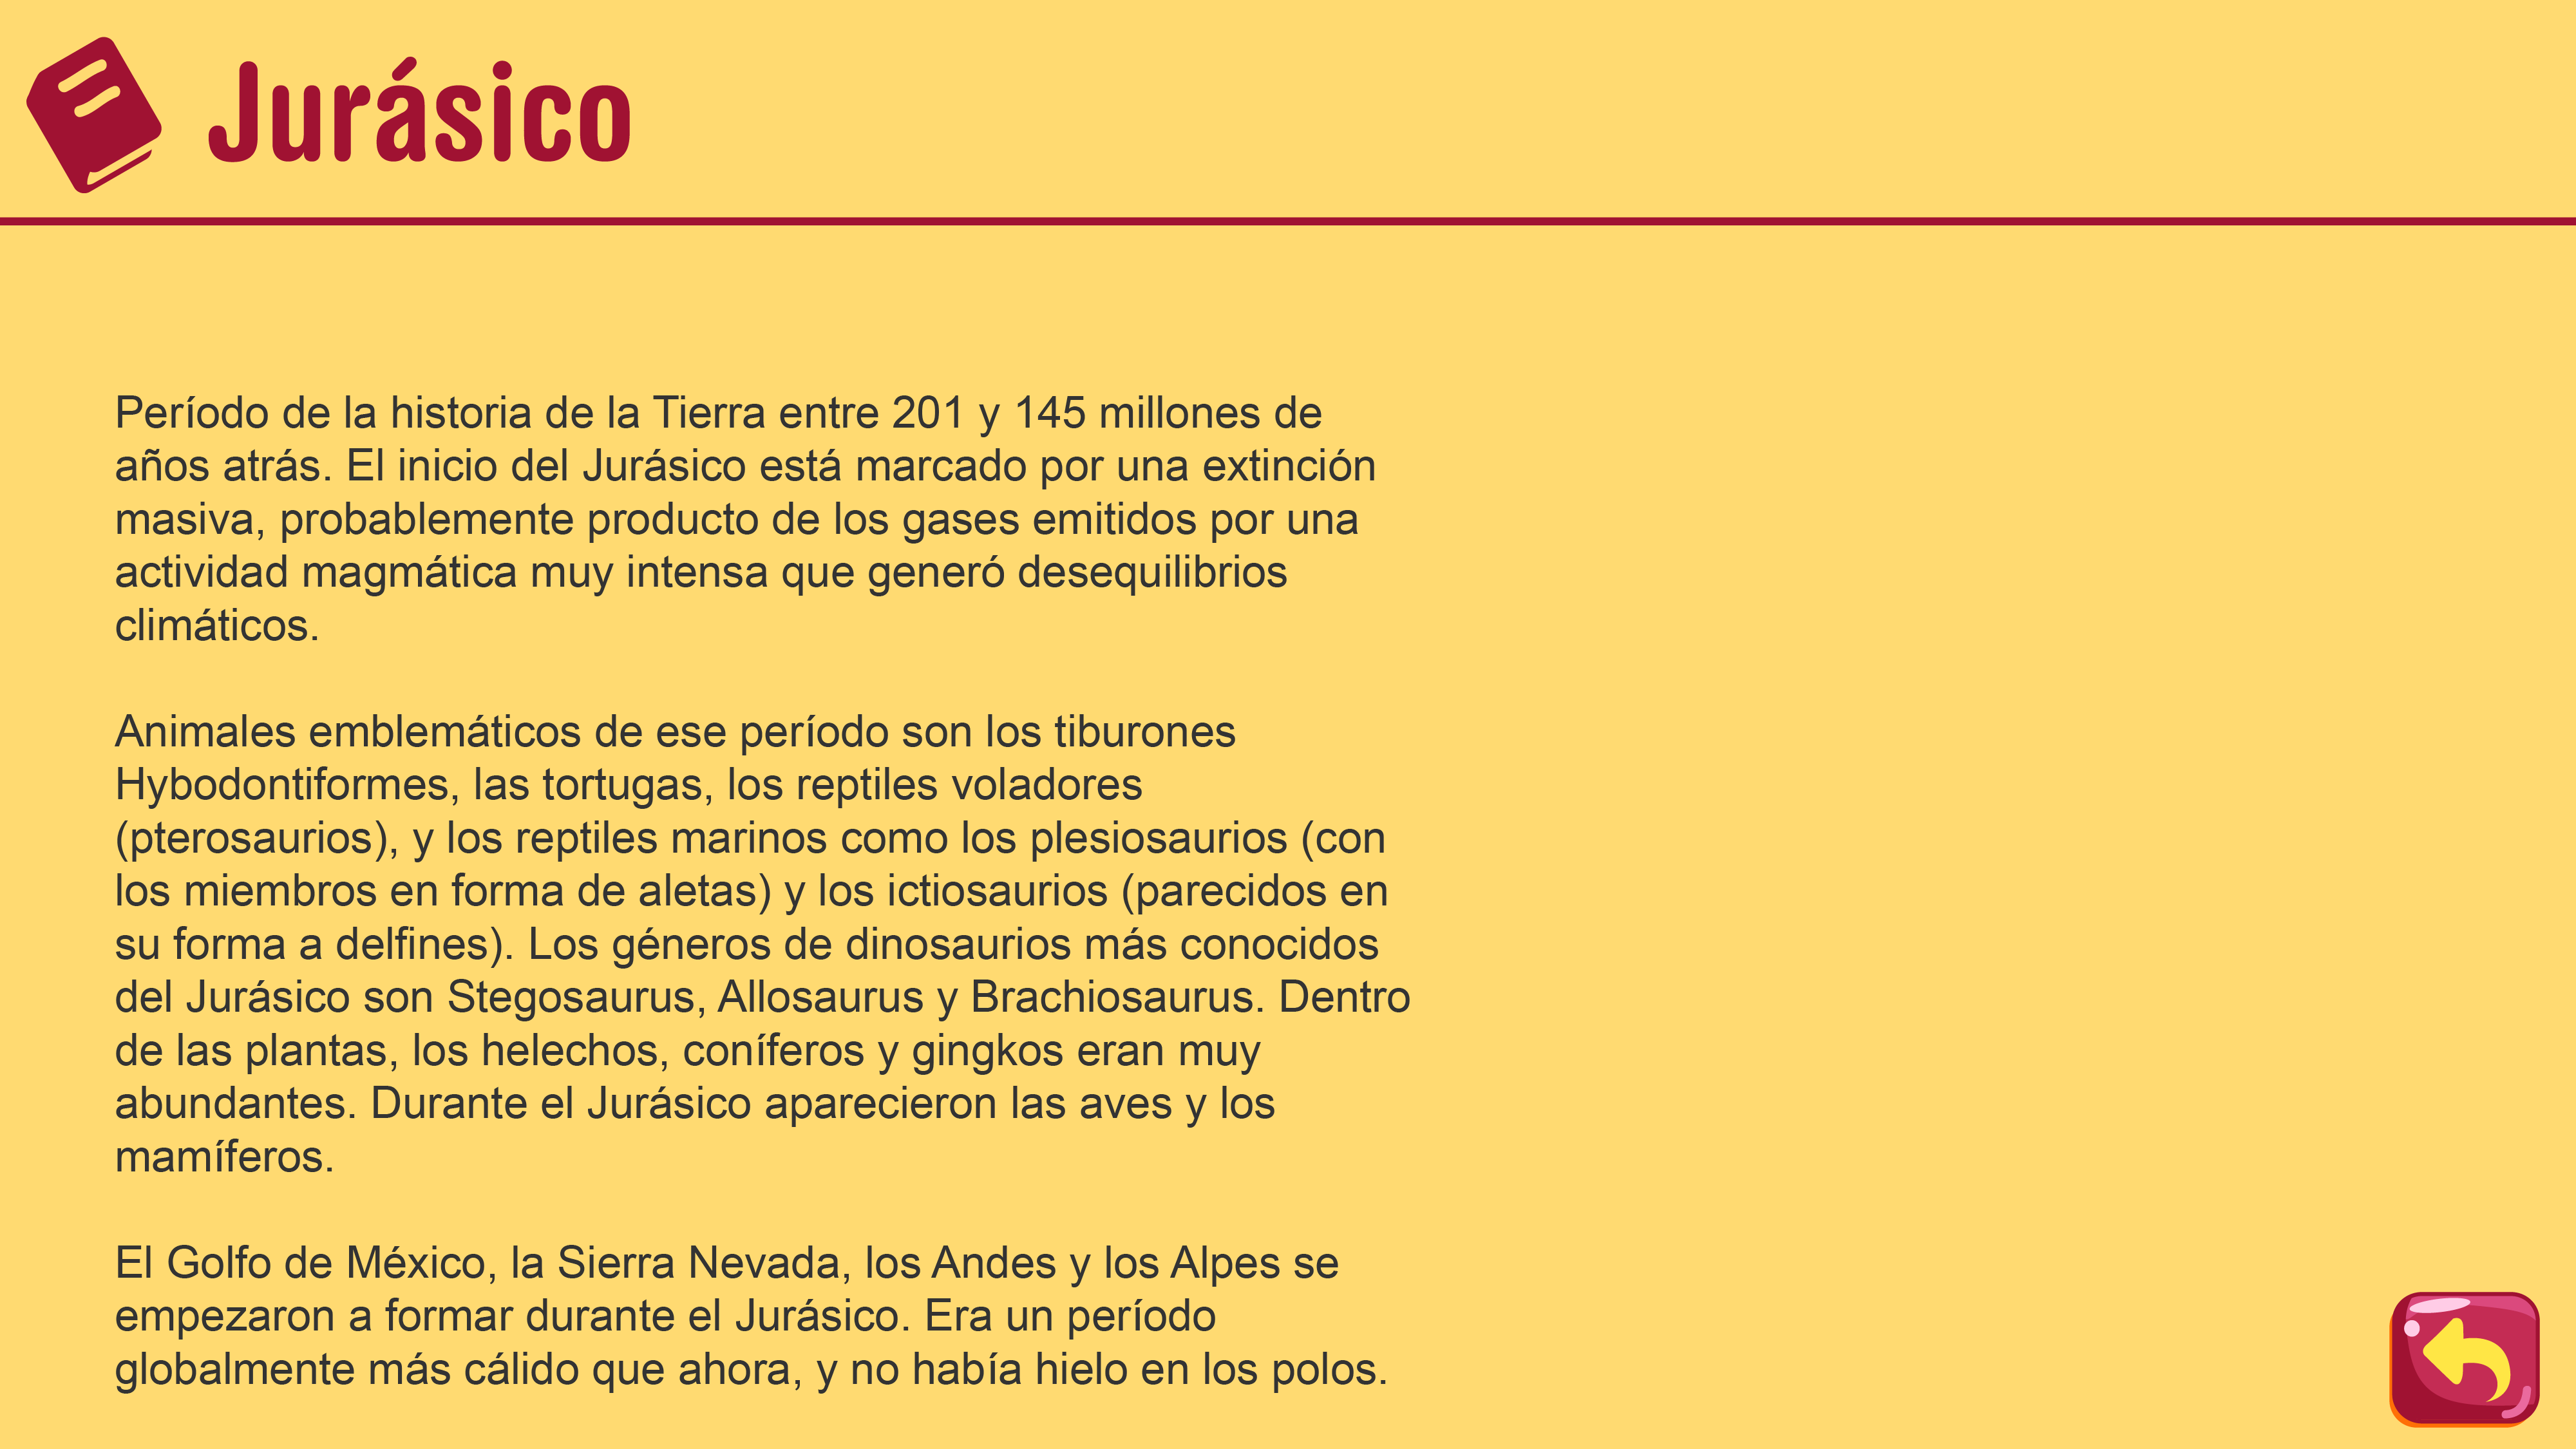 Jurásico
Período de la historia de la Tierra entre 201 y 145 millones de
años atrás. El inicio del Jurásico está marcado por una extinción
masiva, probablemente producto de los gases emitidos por una
actividad magmática muy intensa que generó desequilibrios
climáticos.
Animales emblemáticos de ese período son los tiburones
Hybodontiformes, las tortugas, los reptiles voladores
(pterosaurios), y los reptiles marinos como los plesiosaurios (con
los miembros en forma de aletas) y los ictiosaurios (parecidos en
su forma a delfines). Los géneros de dinosaurios más conocidos
del Jurásico son Stegosaurus, Allosaurus y Brachiosaurus. Dentro
de las plantas, los helechos, coníferos y gingkos eran muy
abundantes. Durante el Jurásico aparecieron las aves y los
mamíferos.
El Golfo de México, la Sierra Nevada, los Andes y los Alpes se
empezaron a formar durante el Jurásico. Era un período
globalmente más cálido que ahora, y no había hielo en los polos.